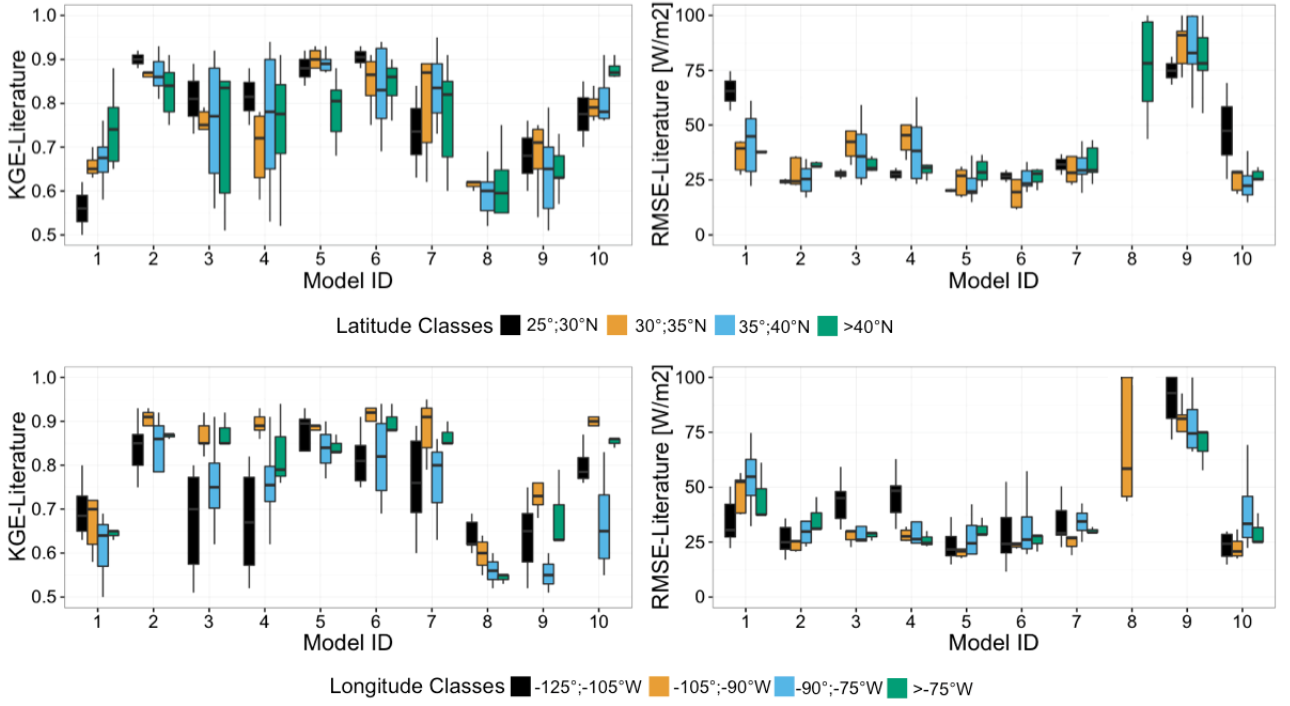 KGE-Literature
1.0
0.9
0.8
0.7
0.6
0.5
1 2 3 4 5 6 7 8 9 10
Model ID
RMSE-Literature [W/m2]
100
75
50
25
0
1 2 3 4 5 6 7 8 9 10
Model ID
Latitude Classes 25°;30°N 30°;35°N 35°;40°N >40°N
KGE-Literature
1.0
0.9
0.8
0.7
0.6
0.5
1 2 3 4 5 6 7 8 9 10
Model ID
RMSE-Literature [W/m2]
100
75
50
25
0
1 2 3 4 5 6 7 8 9 10
Model ID
Longitude Classes -125°;-105°W -105°;-90°W -90°;-75°W >-75°W